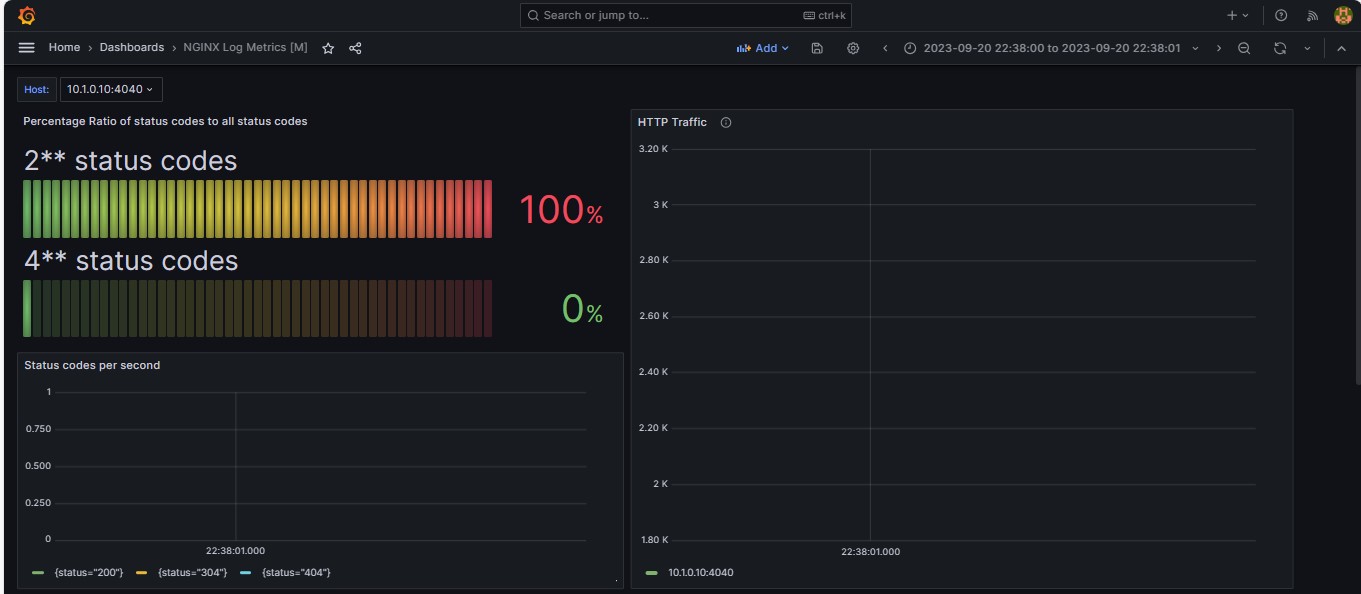 Search or jump to...
ctrl+k
Home › Dashboards › NGINX Log Metrics [M]
Add
2023-09-20 22:38:00 to 2023-09-20 22:38:01
Host:
10.1.0.10:4040
Percentage Ratio of status codes to all status codes
2** status codes
100%
4** status codes
0%
Status codes per second
1
0.750
0.500
0.250
0
22:38:01.000
{status="200"}
{status="304"}
{status="404"}
HTTP Traffic
3.20 K
3 K
2.80 K
2.60 K
2.40 K
2.20 K
2 K
1.80 K
22:38:01.000
10.1.0.10:4040